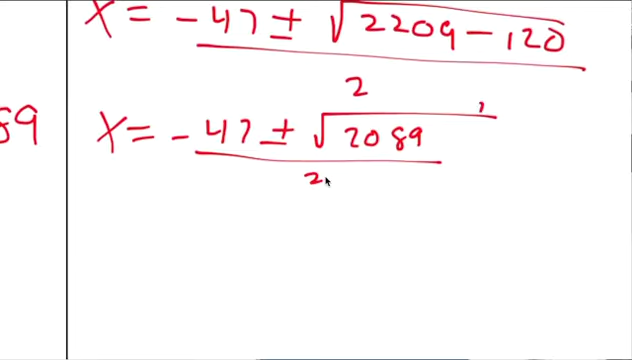 X = -47 ± √2209 - 120
2
89
X = -47 ± √2089
2